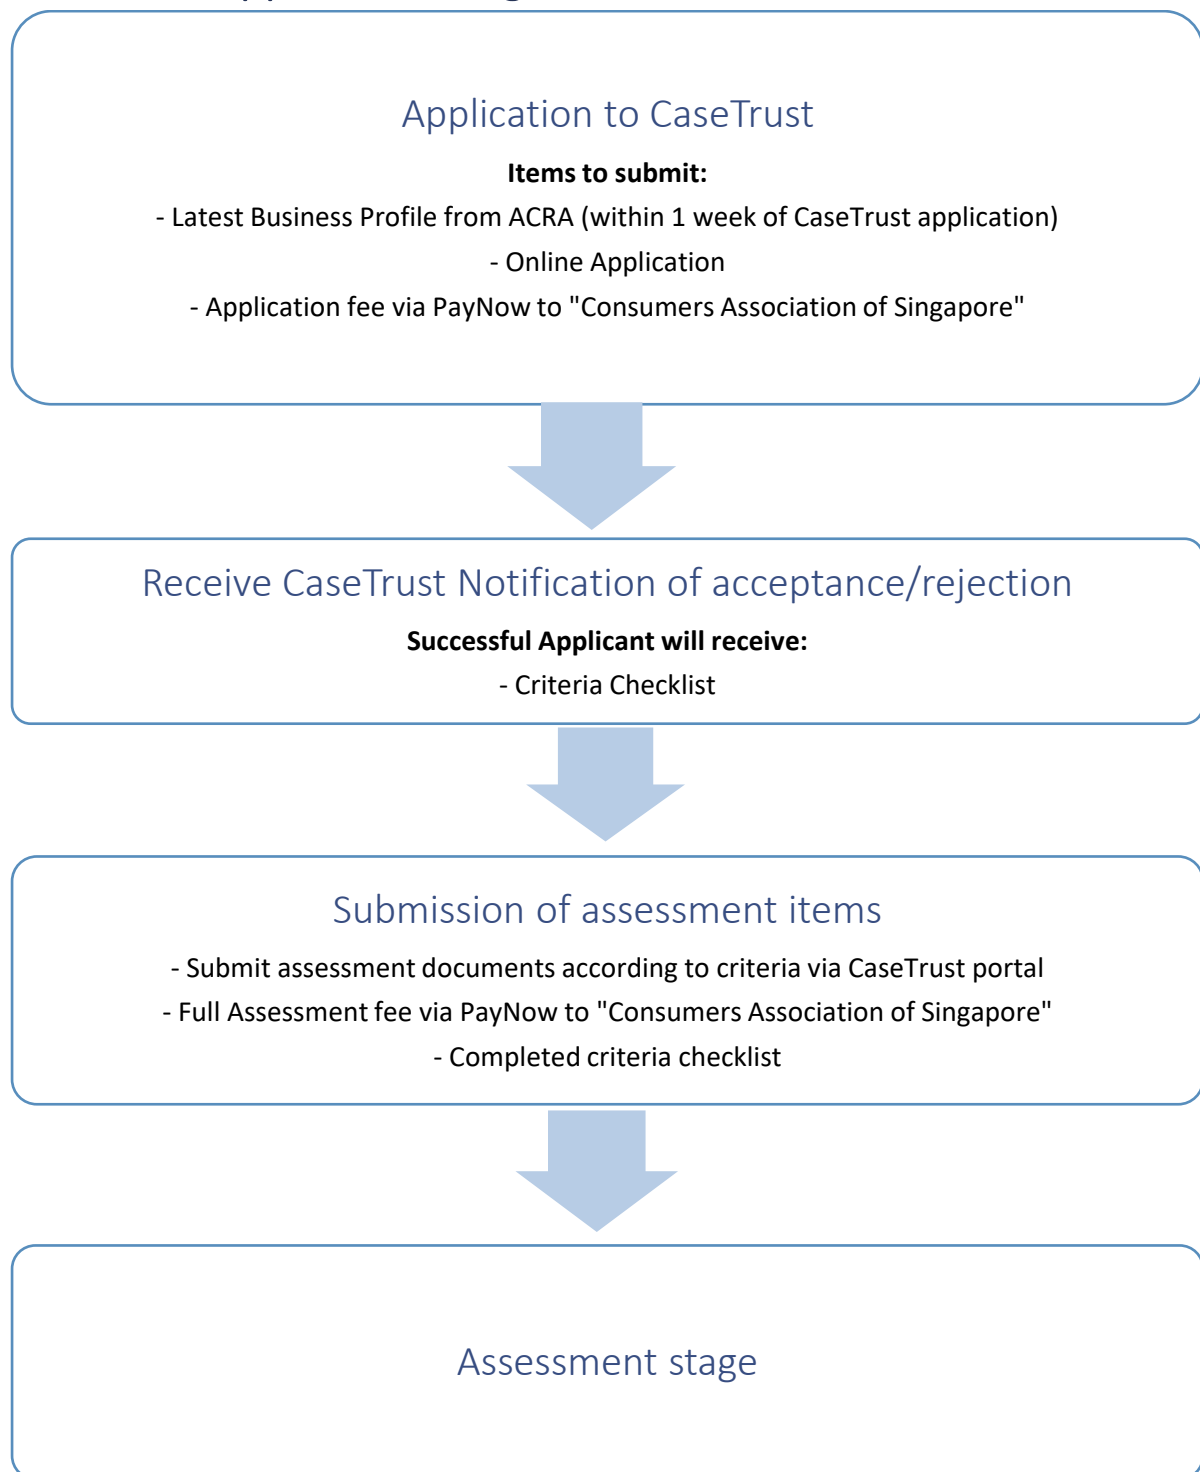 Application to CaseTrust
Items to submit:
- Latest Business Profile from ACRA (within 1 week of CaseTrust application)
- Online Application
- Application fee via PayNow to "Consumers Association of Singapore"
Receive CaseTrust Notification of acceptance/rejection
Successful Applicant will receive:
- Criteria Checklist
Submission of assessment items
- Submit assessment documents according to criteria via CaseTrust portal
- Full Assessment fee via PayNow to "Consumers Association of Singapore"
- Completed criteria checklist
Assessment stage